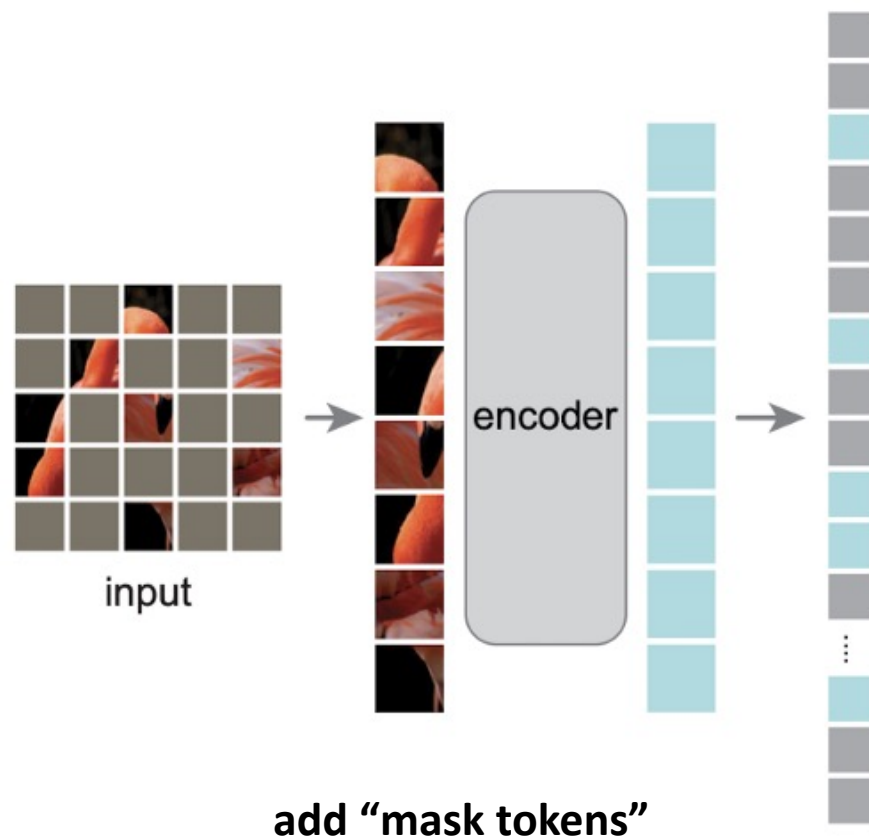 input
encoder
add “mask tokens”